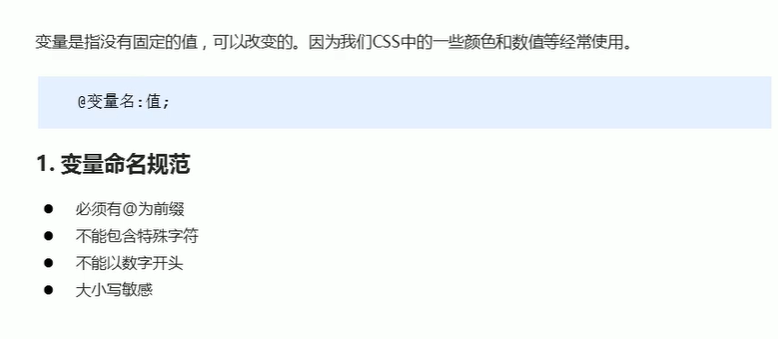 变量是指没有固定的值，可以改变的。因为我们CSS中的一些颜色和数值等经常使用。
@变量名:值;
1. 变量命名规范
● 必须有@为前缀
● 不能包含特殊字符
● 不能以数字开头
● 大小写敏感